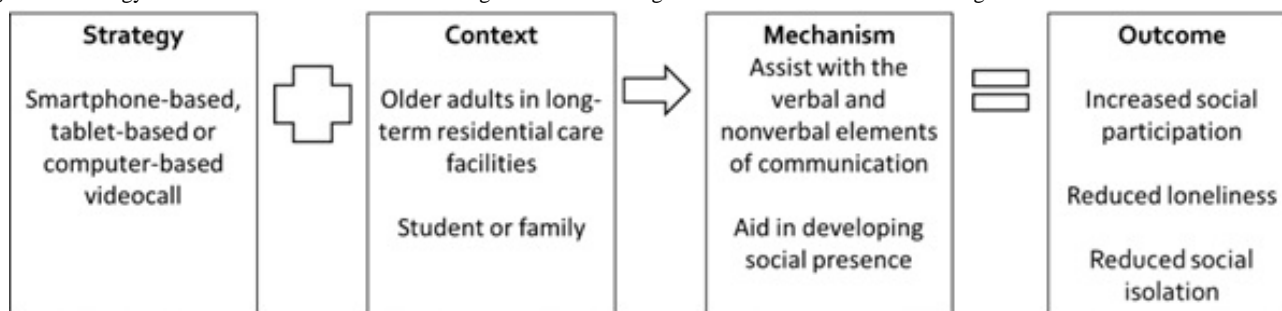 Strategy
Smartphone-based,
tablet-based or
computer-based
videocall
Context
Older adults in long-
term residential care
facilities
Student or family
Mechanism
Assist with the
verbal and
nonverbal elements
of communication
Aid in developing
social presence
Outcome
Increased social
participation
Reduced loneliness
Reduced social
isolation